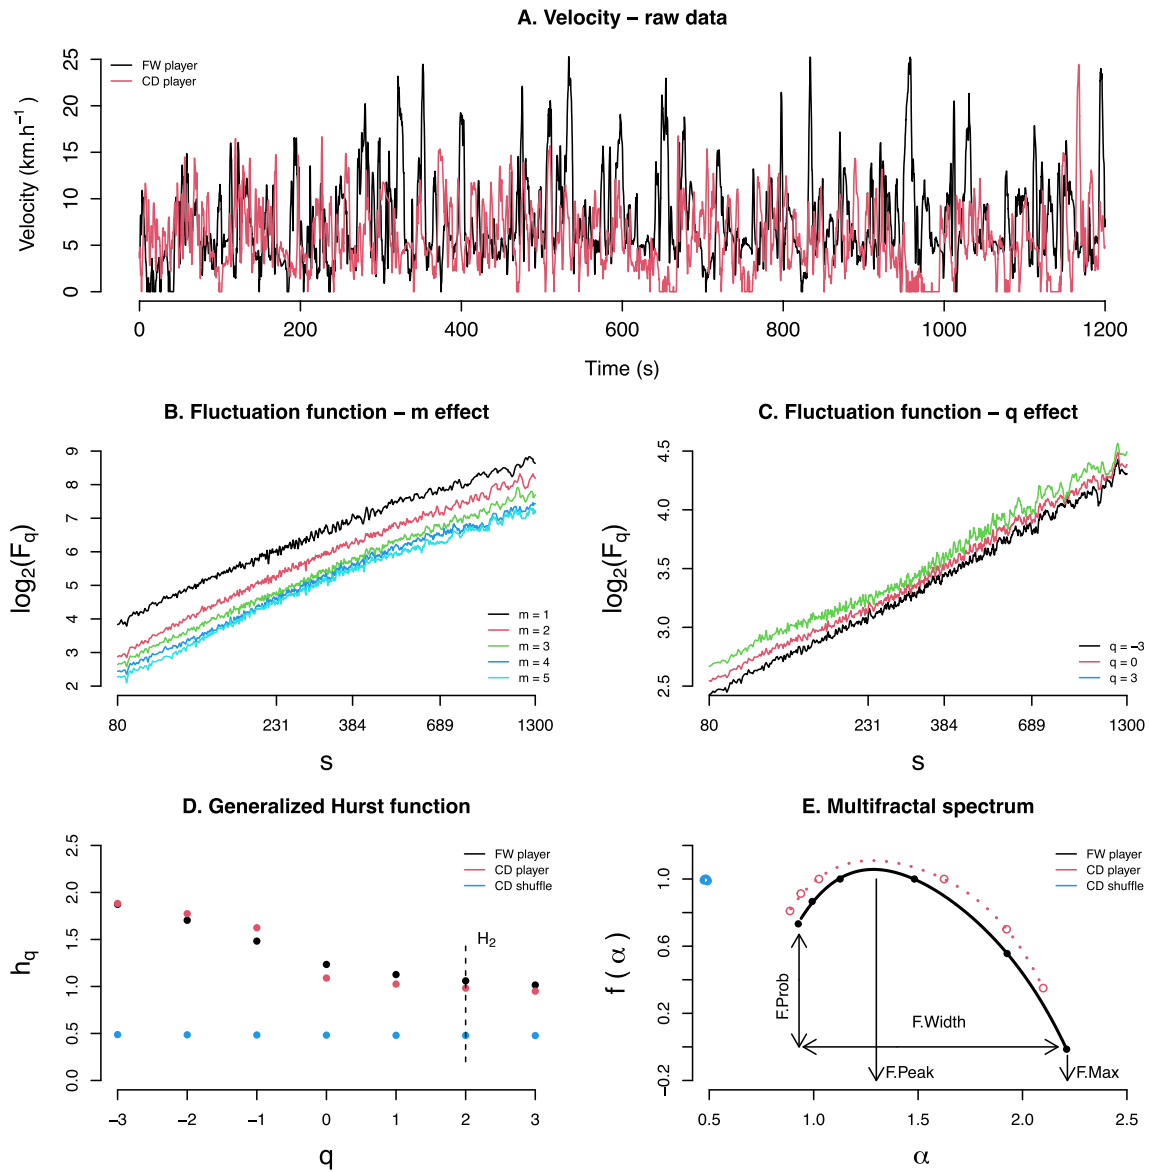 A. Velocity – raw data
FW player
CD player
Velocity (km.h⁻¹ )
0
5
10
15
20
25
0
200
400
600
800
1000
1200
Time (s)
B. Fluctuation function – m effect
log₂(Fq)
2
3
4
5
6
7
8
9
m = 1
m = 2
m = 3
m = 4
m = 5
80
231
384
689
1300
s
C. Fluctuation function – q effect
log₂(Fq)
2.5
3.0
3.5
4.0
4.5
q = −3
q = 0
q = 3
80
231
384
689
1300
s
D. Generalized Hurst function
hq
0.0
0.5
1.0
1.5
2.0
2.5
FW player
CD player
CD shuffle
H₂
−3
−2
−1
0
1
2
3
q
E. Multifractal spectrum
f ( α )
−0.2
0.2
0.6
1.0
FW player
CD player
CD shuffle
F.Prob
F.Width
F.Peak
F.Max
0.5
1.0
1.5
2.0
2.5
α